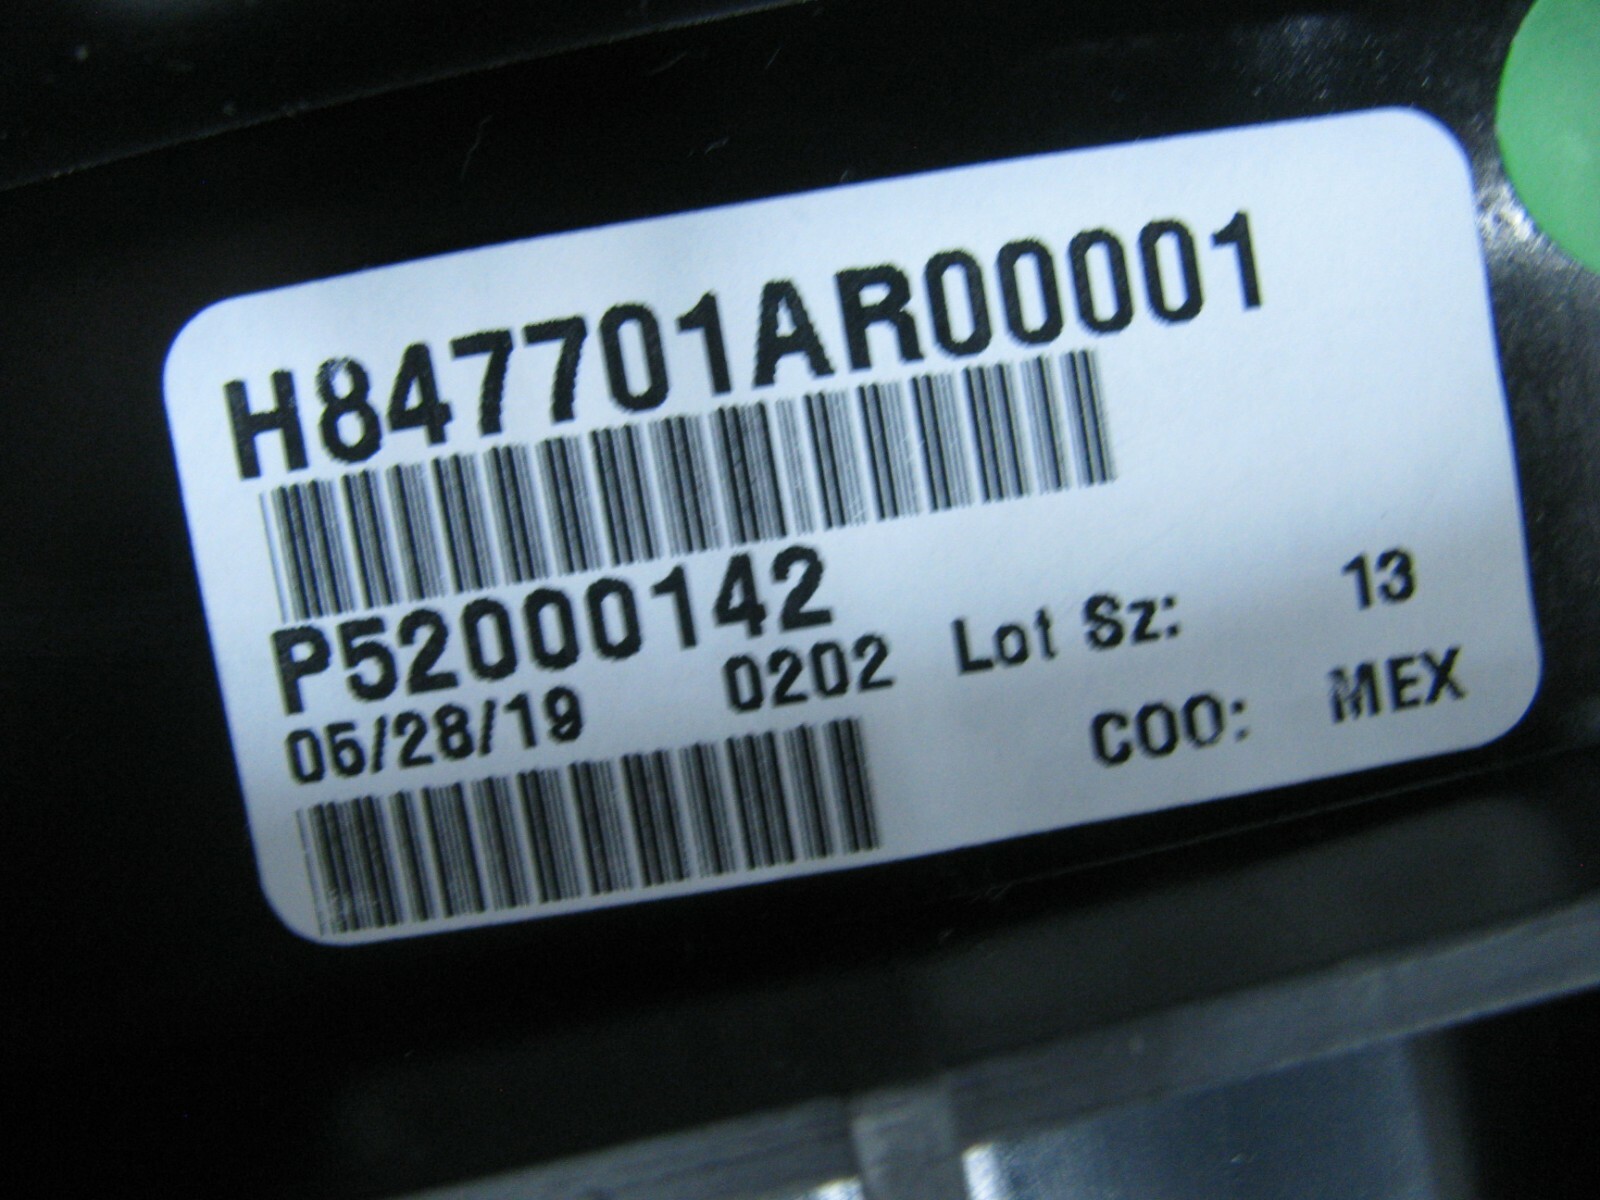 H847701AR00001
P52000142
05/28/19 0202 Lot Sz: 13
COO: MEX